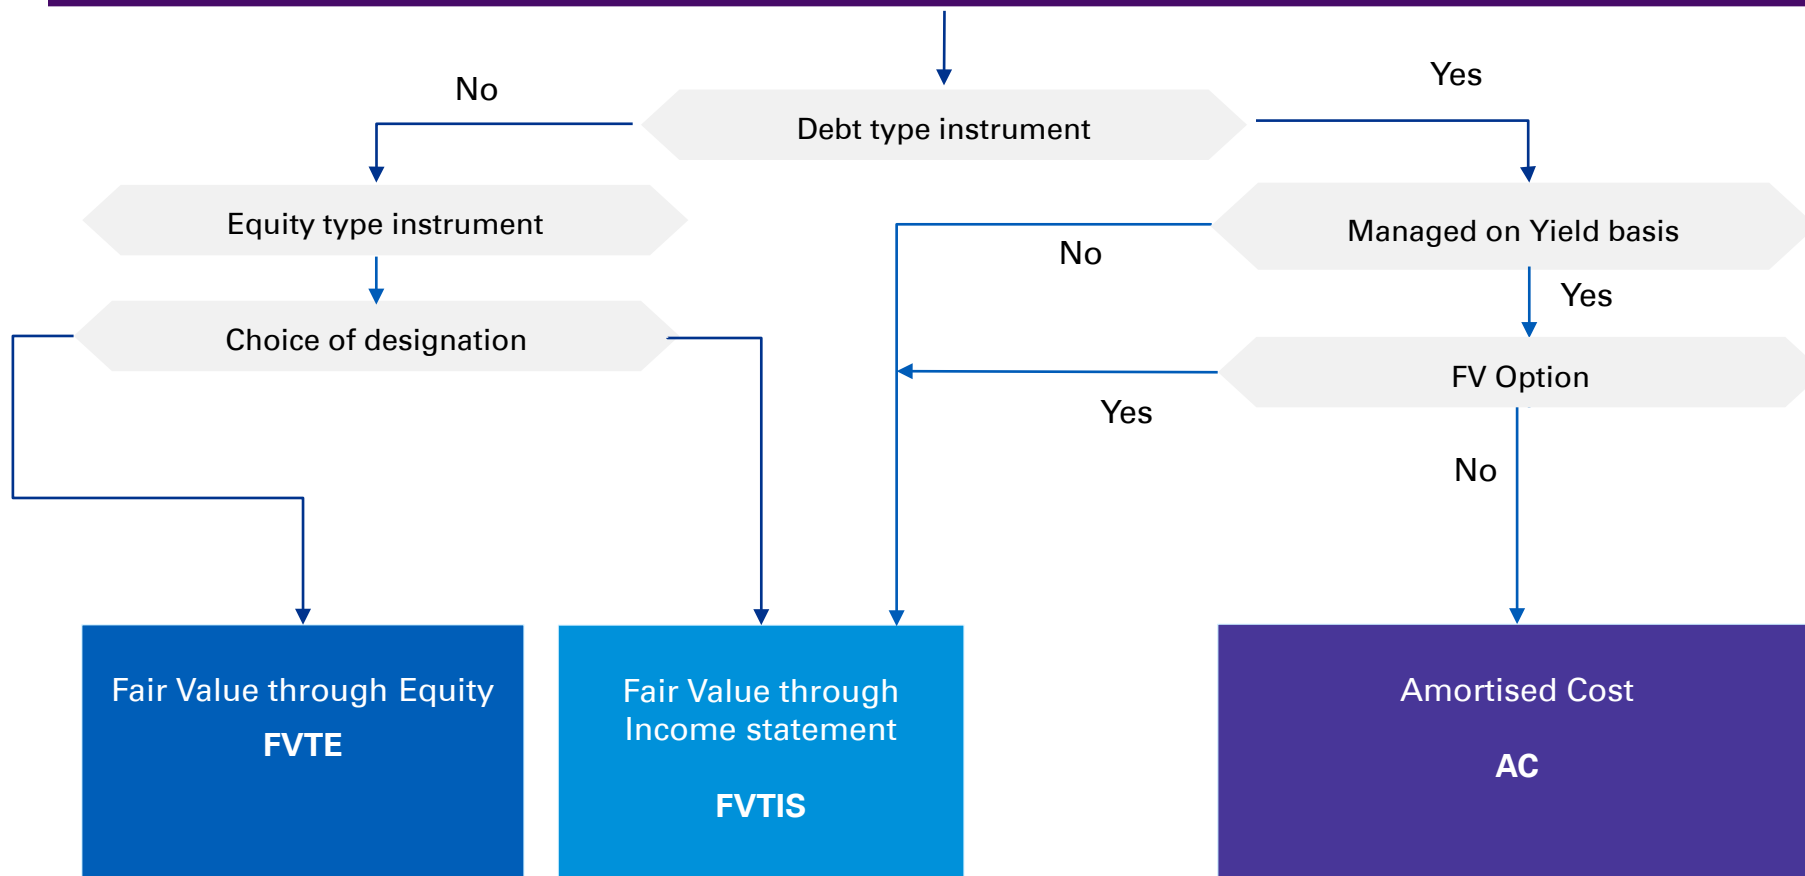 No
Yes
Debt type instrument
Equity type instrument
Managed on Yield basis
No
Yes
Choice of designation
FV Option
Yes
No
Fair Value through Equity
FVTE
Fair Value through
Income statement
FVTIS
Amortised Cost
AC